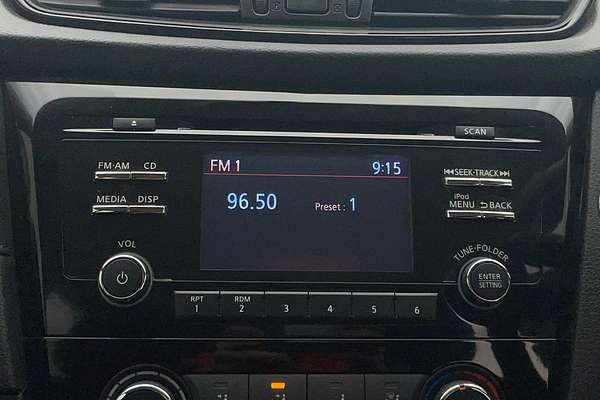 SCAN
FM·AM CD
MEDIA DISP
VOL
FM 1 9:15
96.50 Preset : 1
SEEK·TRACK
iPod
MENU BACK
TUNE·FOLDER
ENTER
SETTING
RPT RDM
1 2 3 4 5 6